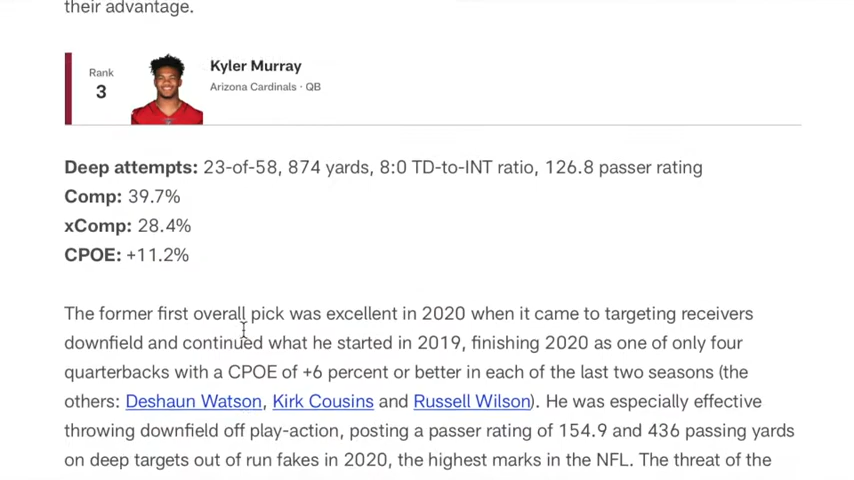 their advantage.
Rank
3
Kyler Murray
Arizona Cardinals · QB
Deep attempts: 23-of-58, 874 yards, 8:0 TD-to-INT ratio, 126.8 passer rating
Comp: 39.7%
xComp: 28.4%
CPOE: +11.2%
The former first overall pick was excellent in 2020 when it came to targeting receivers
downfield and continued what he started in 2019, finishing 2020 as one of only four
quarterbacks with a CPOE of +6 percent or better in each of the last two seasons (the
others: Deshaun Watson, Kirk Cousins and Russell Wilson). He was especially effective
throwing downfield off play-action, posting a passer rating of 154.9 and 436 passing yards
on deep targets out of run fakes in 2020, the highest marks in the NFL. The threat of the